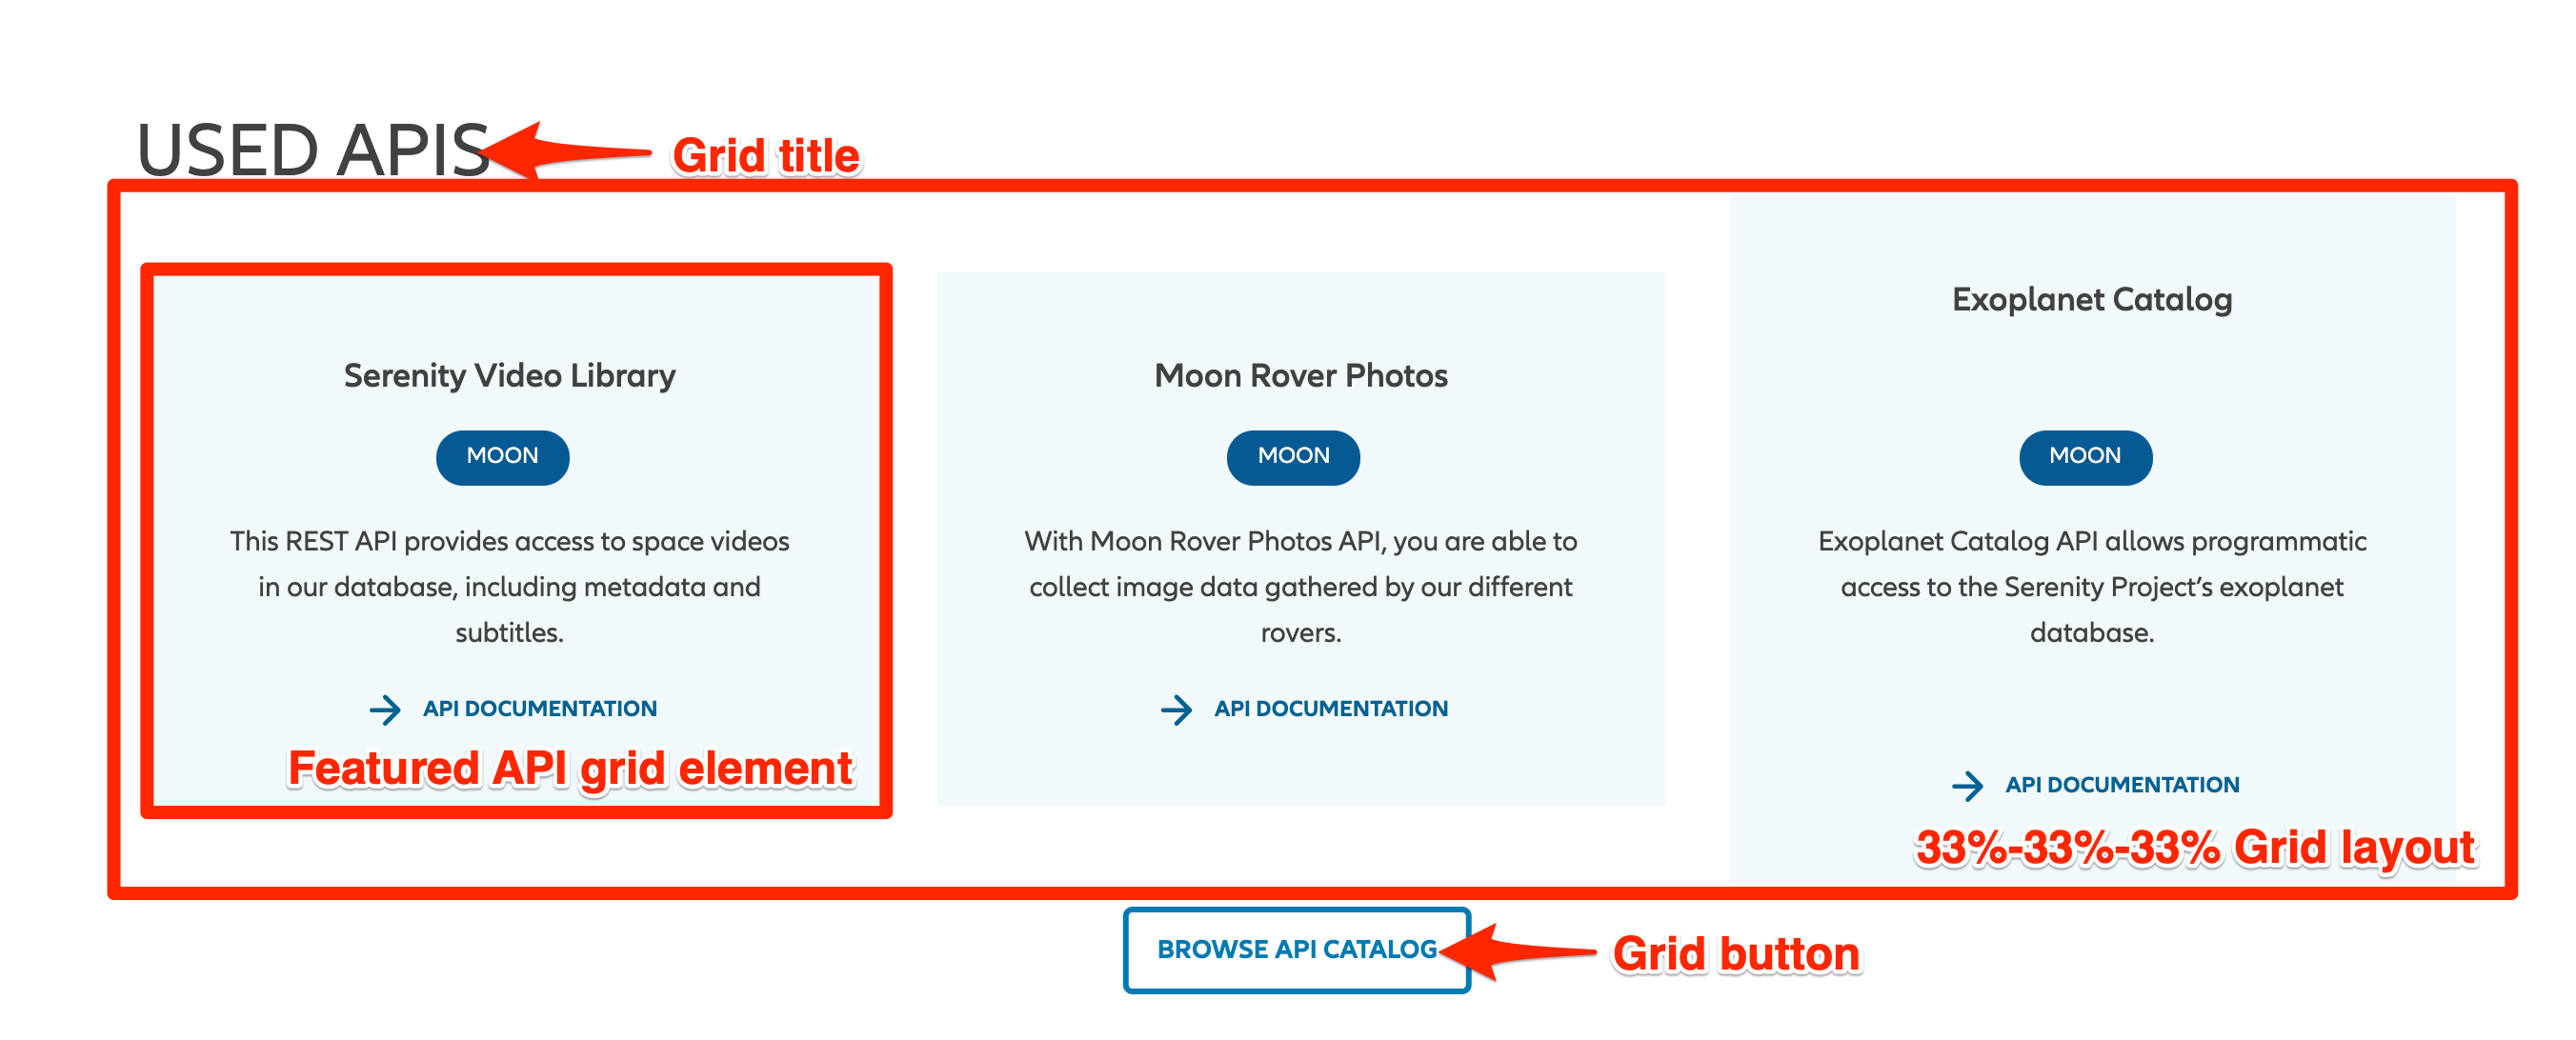 USED APIS
Grid title
Serenity Video Library
MOON
This REST API provides access to space videos
in our database, including metadata and
subtitles.
API DOCUMENTATION
Featured API grid element
Moon Rover Photos
MOON
With Moon Rover Photos API, you are able to
collect image data gathered by our different
rovers.
API DOCUMENTATION
Exoplanet Catalog
MOON
Exoplanet Catalog API allows programmatic
access to the Serenity Project’s exoplanet
database.
API DOCUMENTATION
33%-33%-33% Grid layout
BROWSE API CATALOG
Grid button